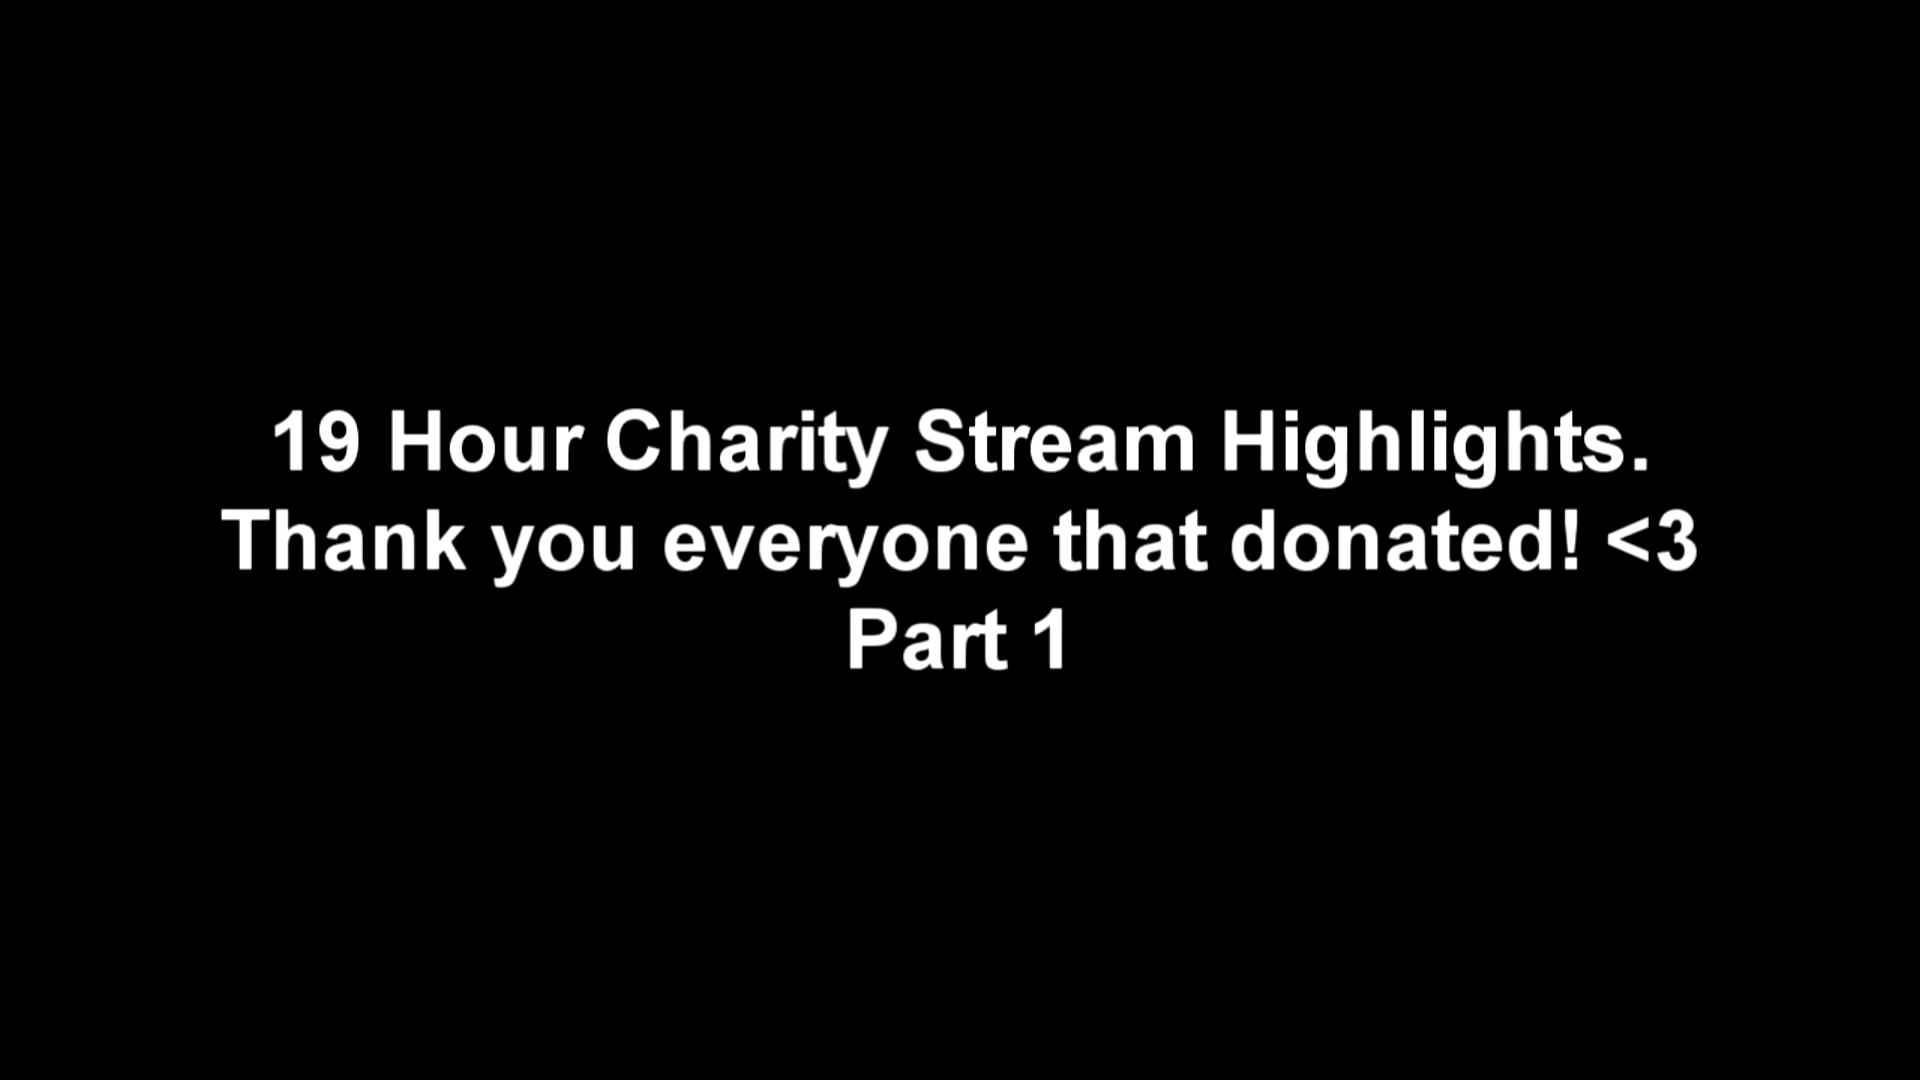 19 Hour Charity Stream Highlights.
Thank you everyone that donated! <3
Part 1